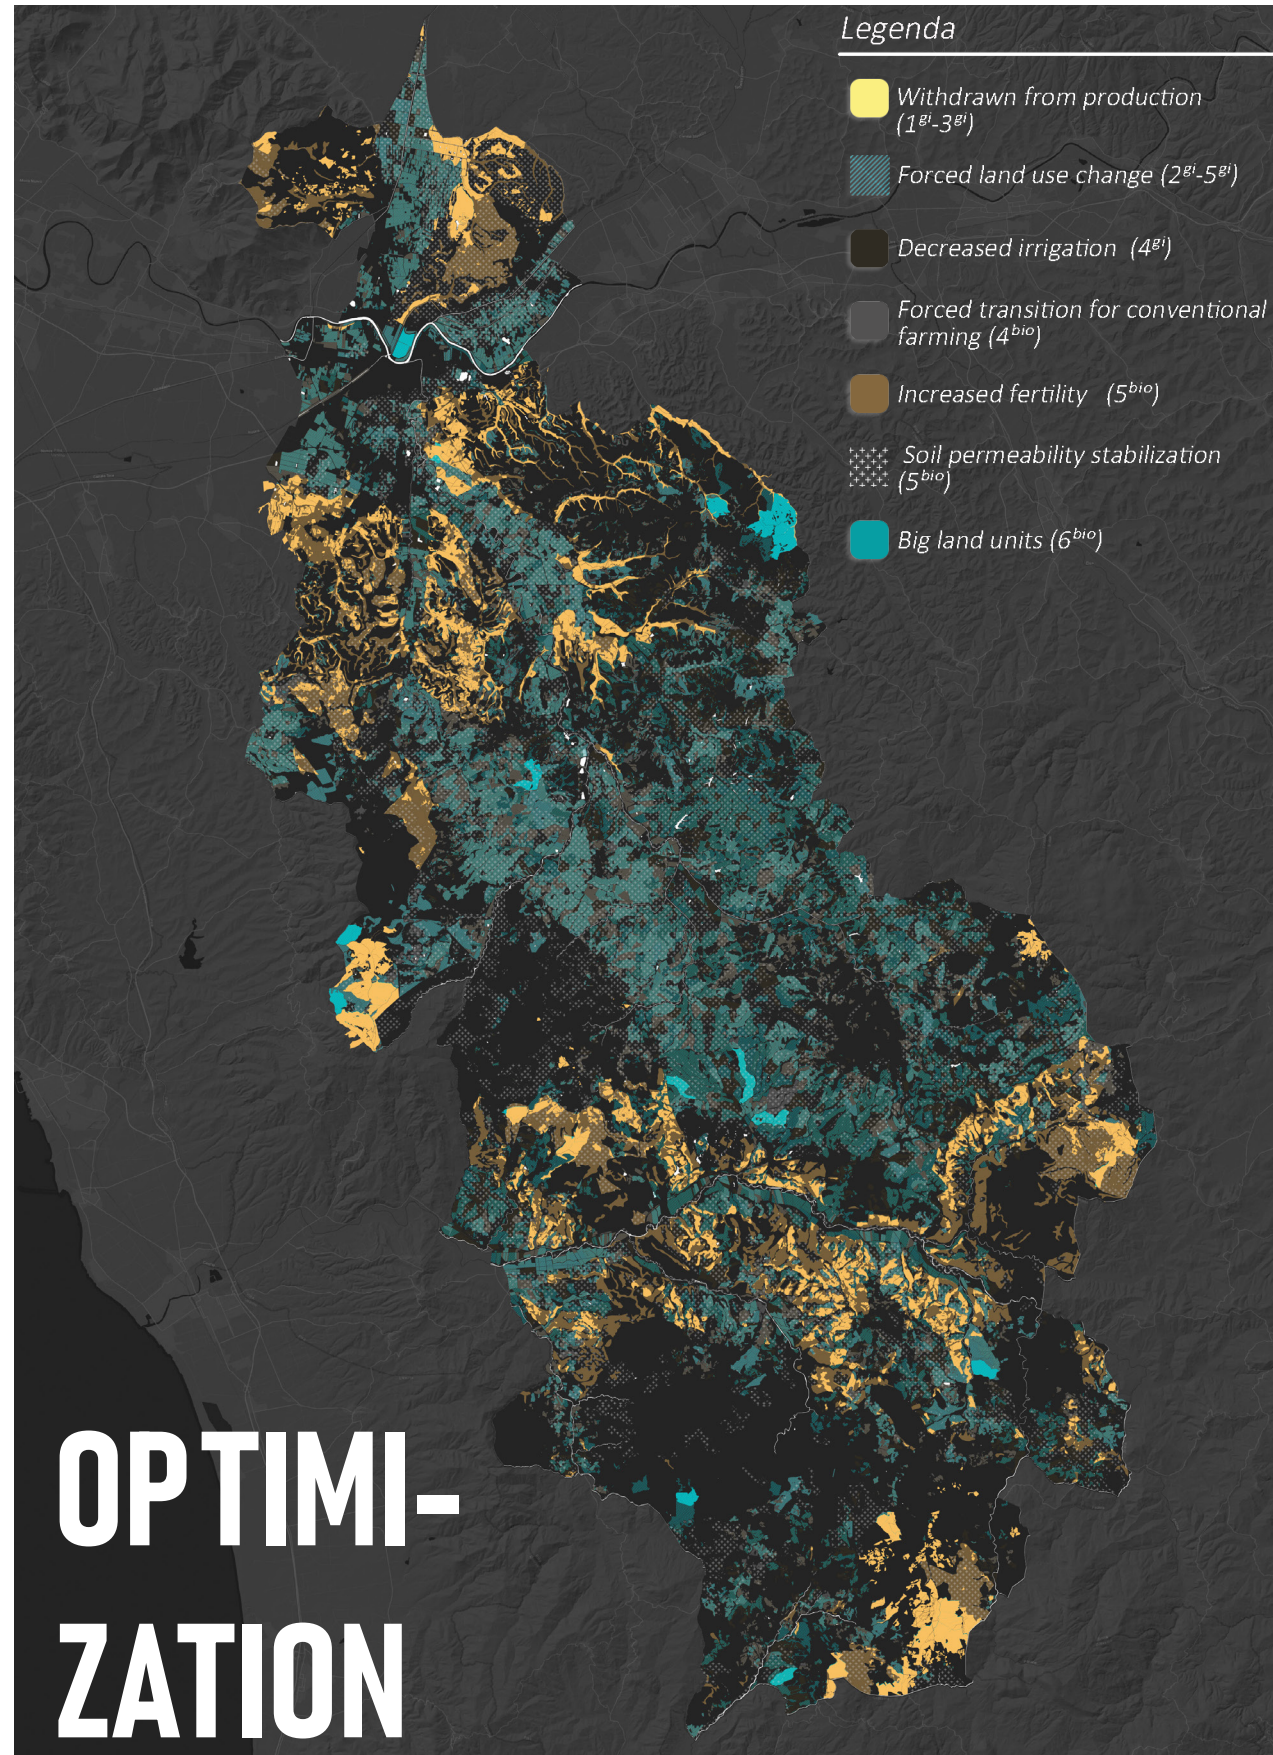 Legenda
Withdrawn from production
(1ᵍⁱ-3ᵍⁱ)
Forced land use change (2ᵍⁱ-5ᵍⁱ)
Decreased irrigation (4ᵍⁱ)
Forced transition for conventional
farming (4ᵇⁱᵒ)
Increased fertility (5ᵇⁱᵒ)
Soil permeability stabilization
(5ᵇⁱᵒ)
Big land units (6ᵇⁱᵒ)
OPTIMI-
ZATION